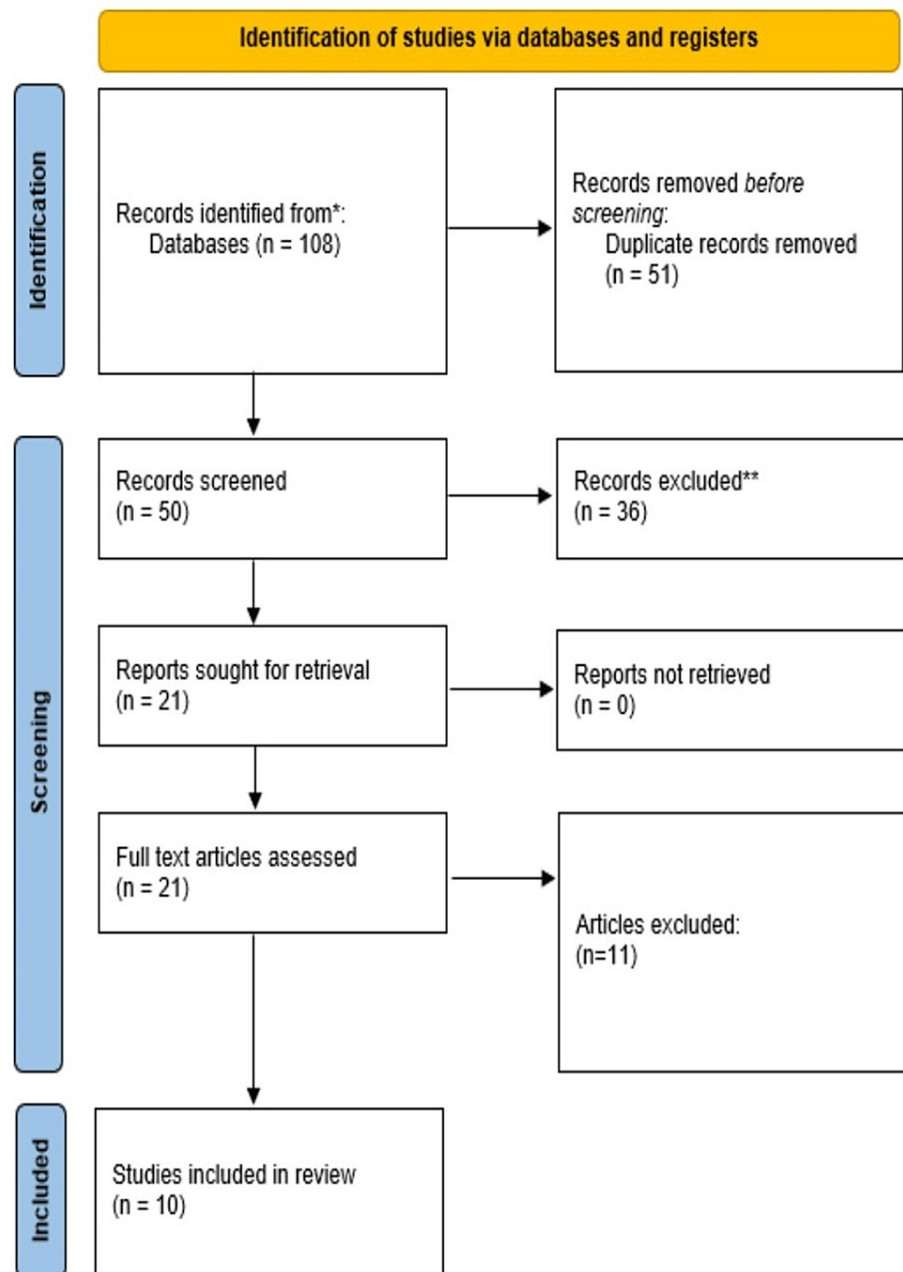 Identification of studies via databases and registers
Identification
Records identified from*:
Databases (n = 108)
Records removed before
screening:
Duplicate records removed
(n = 51)
Screening
Records screened
(n = 50)
Records excluded**
(n = 36)
Reports sought for retrieval
(n = 21)
Reports not retrieved
(n = 0)
Full text articles assessed
(n = 21)
Articles excluded:
(n=11)
Included
Studies included in review
(n = 10)